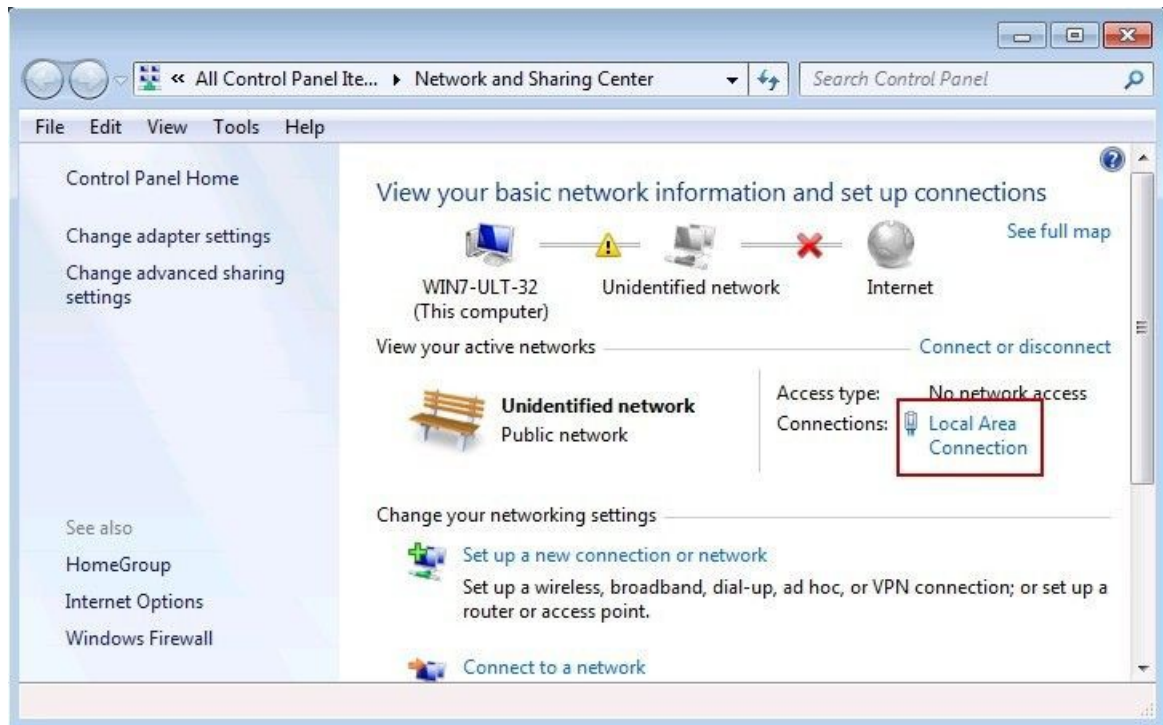 « All Control Panel Ite... ▸ Network and Sharing Center
Search Control Panel
File Edit View Tools Help
Control Panel Home
Change adapter settings
Change advanced sharing
settings
See also
HomeGroup
Internet Options
Windows Firewall
View your basic network information and set up connections
See full map
WIN7-ULT-32
(This computer)
Unidentified network
Internet
View your active networks
Connect or disconnect
Unidentified network
Public network
Access type: No network access
Connections: Local Area
Connection
Change your networking settings
Set up a new connection or network
Set up a wireless, broadband, dial-up, ad hoc, or VPN connection; or set up a
router or access point.
Connect to a network